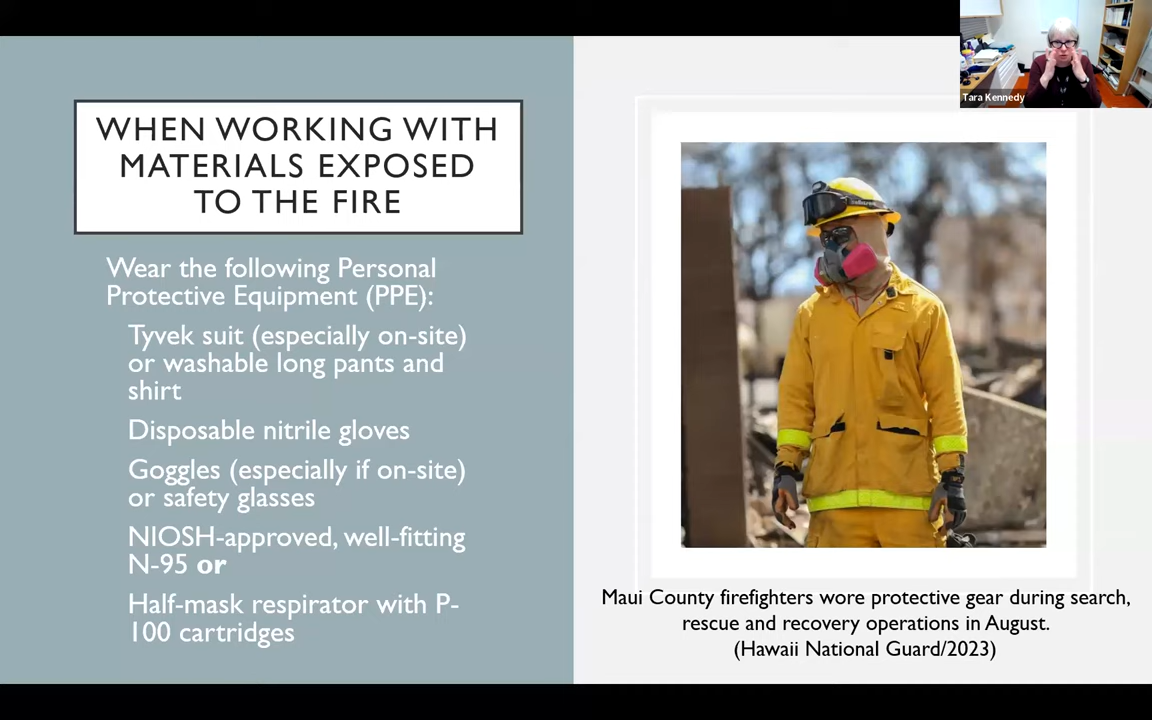 WHEN WORKING WITH
MATERIALS EXPOSED
TO THE FIRE
Wear the following Personal
Protective Equipment (PPE):
Tyvek suit (especially on-site)
or washable long pants and
shirt
Disposable nitrile gloves
Goggles (especially if on-site)
or safety glasses
NIOSH-approved, well-fitting
N-95 or
Half-mask respirator with P-
100 cartridges
Tara Kennedy
Maui County firefighters wore protective gear during search,
rescue and recovery operations in August.
(Hawaii National Guard/2023)